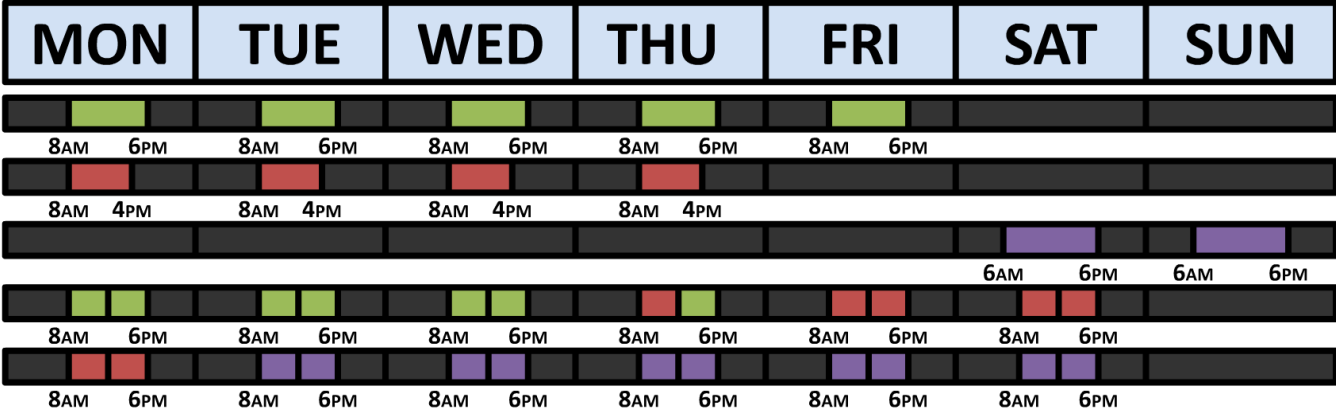 MON TUE WED THU FRI SAT SUN
8AM 6PM 8AM 6PM 8AM 6PM 8AM 6PM 8AM 6PM
8AM 4PM 8AM 4PM 8AM 4PM 8AM 4PM
6AM 6PM 6AM 6PM
8AM 6PM 8AM 6PM 8AM 6PM 8AM 6PM 8AM 6PM 8AM 6PM
8AM 6PM 8AM 6PM 8AM 6PM 8AM 6PM 8AM 6PM 8AM 6PM